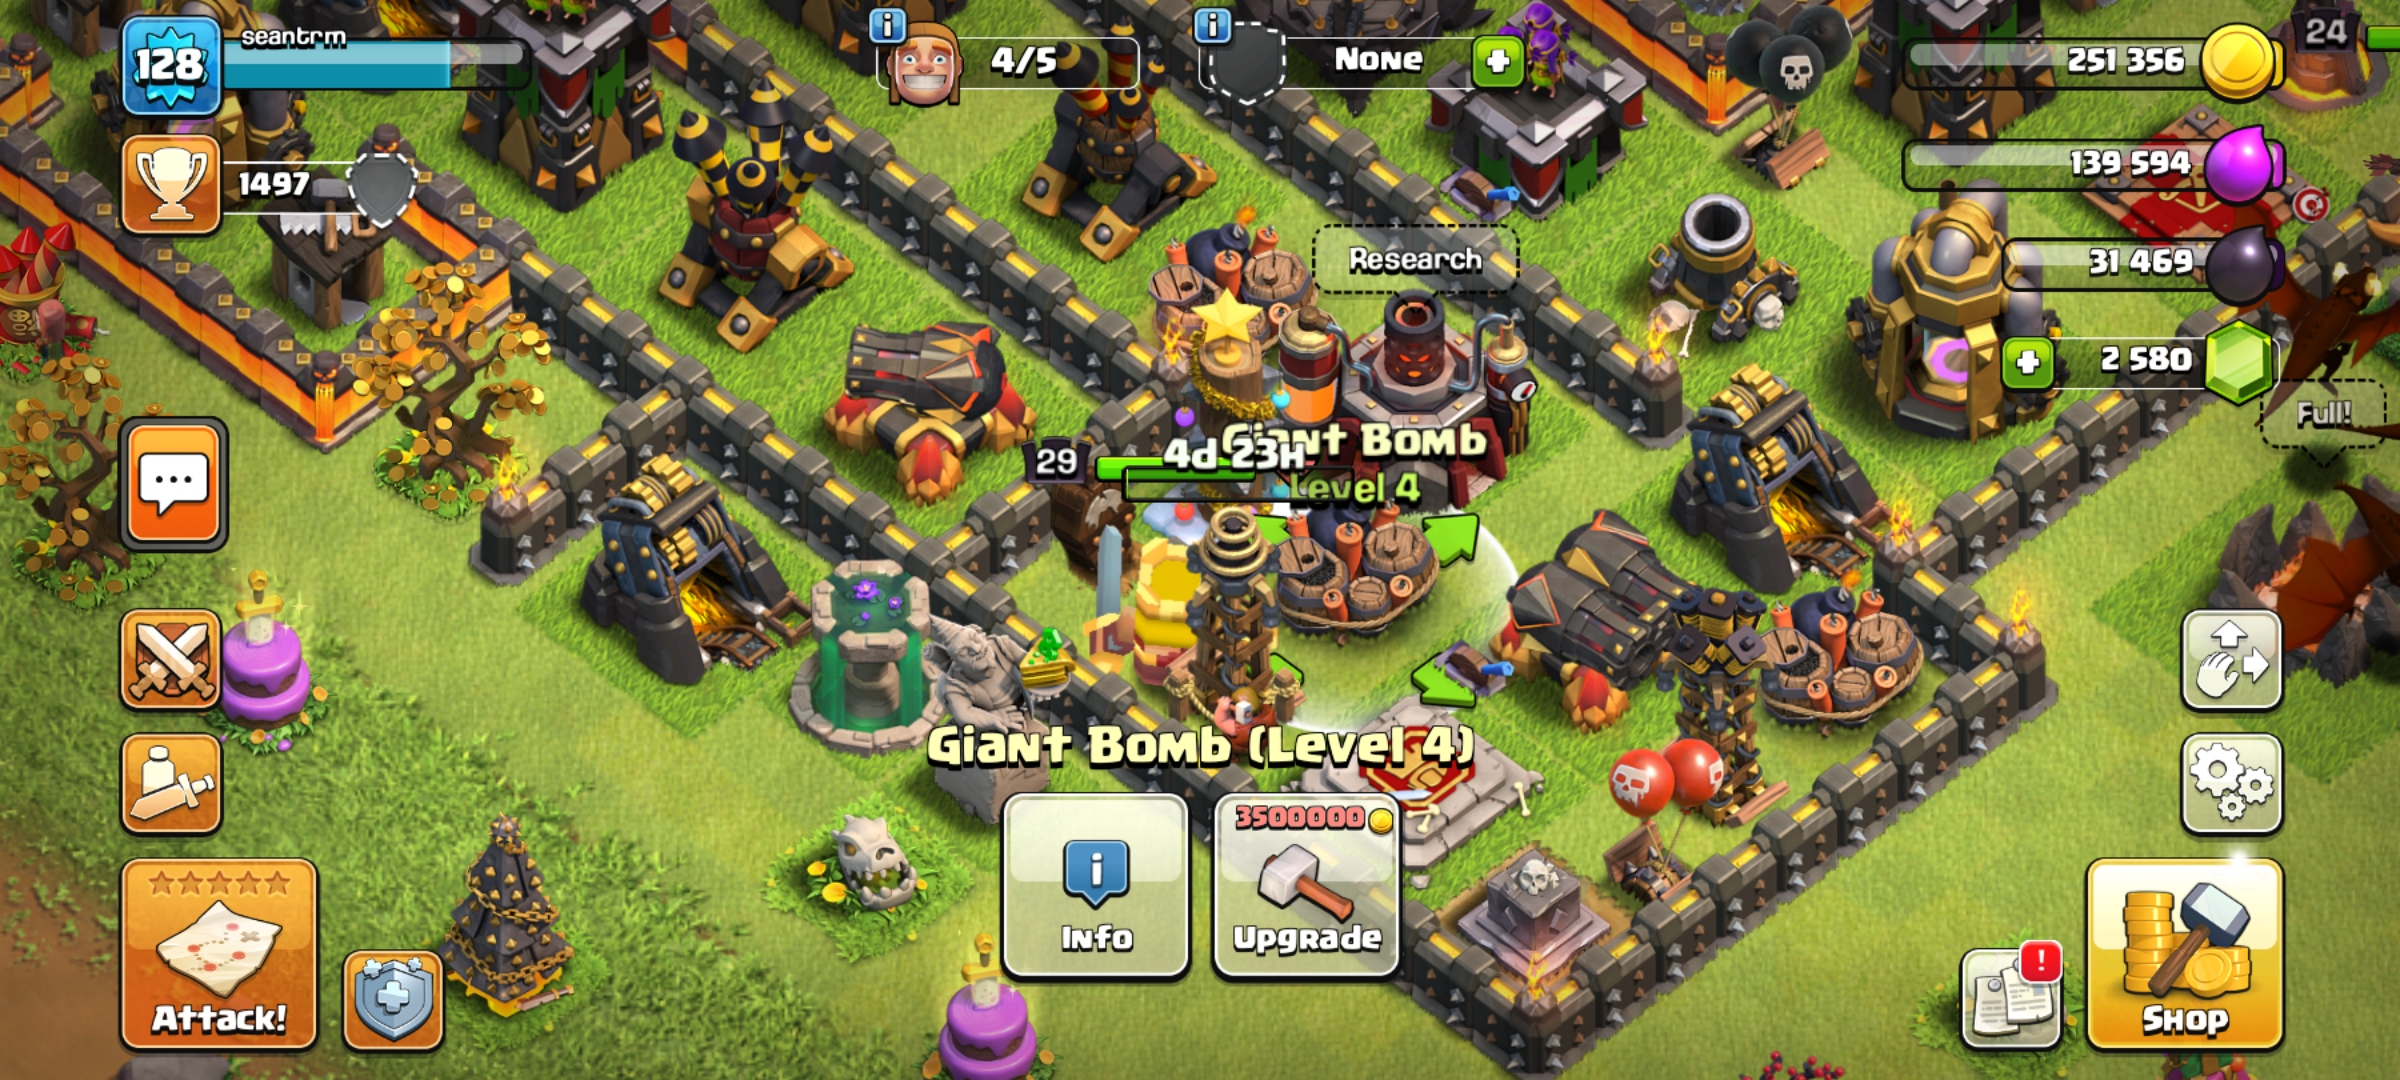 128
seantrm
4/5
None
251 356
24
1497
139 594
Research
31 469
2 580
Full!
Giant Bomb
29
4d 23H
Level 4
Giant Bomb (Level 4)
3500000
Info
Upgrade
Attack!
!
Shop